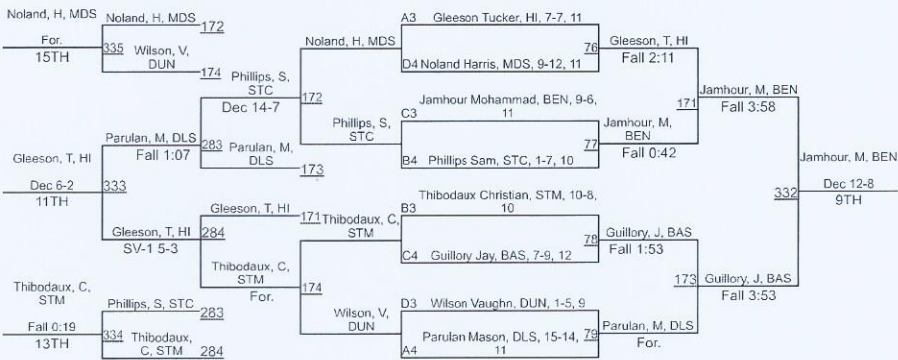 Noland, H, MDS
For.
15TH
Noland, H, MDS
172
335
Wilson, V,
DUN
174
Phillips, S,
STC
Dec 14-7
Parulan, M, DLS
Fall 1:07
283
Parulan, M,
DLS
173
Gleeson, T, HI
Dec 6-2
11TH
333
Gleeson, T, HI
SV-1 5-3
284
Gleeson, T, HI
171
Thibodaux, C,
STM
For.
Thibodaux, C,
STM
Fall 0:19
13TH
Phillips, S, STC
283
334
Thibodaux,
C, STM
284
Noland, H, MDS
172
Phillips, S,
STC
Thibodaux, C,
STM
174
Wilson, V,
DUN
A3
Gleeson Tucker, HI, 7-7, 11
76
D4
Noland Harris, MDS, 9-12, 11
Gleeson, T, HI
Fall 2:11
C3
Jamhour Mohammad, BEN, 9-6,
11
77
B4
Phillips Sam, STC, 1-7, 10
Jamhour, M
BEN
Fall 0:42
171
Jamhour, M, BEN
Fall 3:58
B3
Thibodaux Christian, STM, 10-8,
10
78
C4
Guillory Jay, BAS, 7-9, 12
Guillory, J, BAS
Fall 1:53
D3
Wilson Vaughn, DUN, 1-5, 9
79
A4
Parulan Mason, DLS, 15-14,
11
Parulan, M, DLS
For.
173
Guillory, J, BAS
Fall 3:53
332
Jamhour, M, BEN
Dec 12-8
9TH